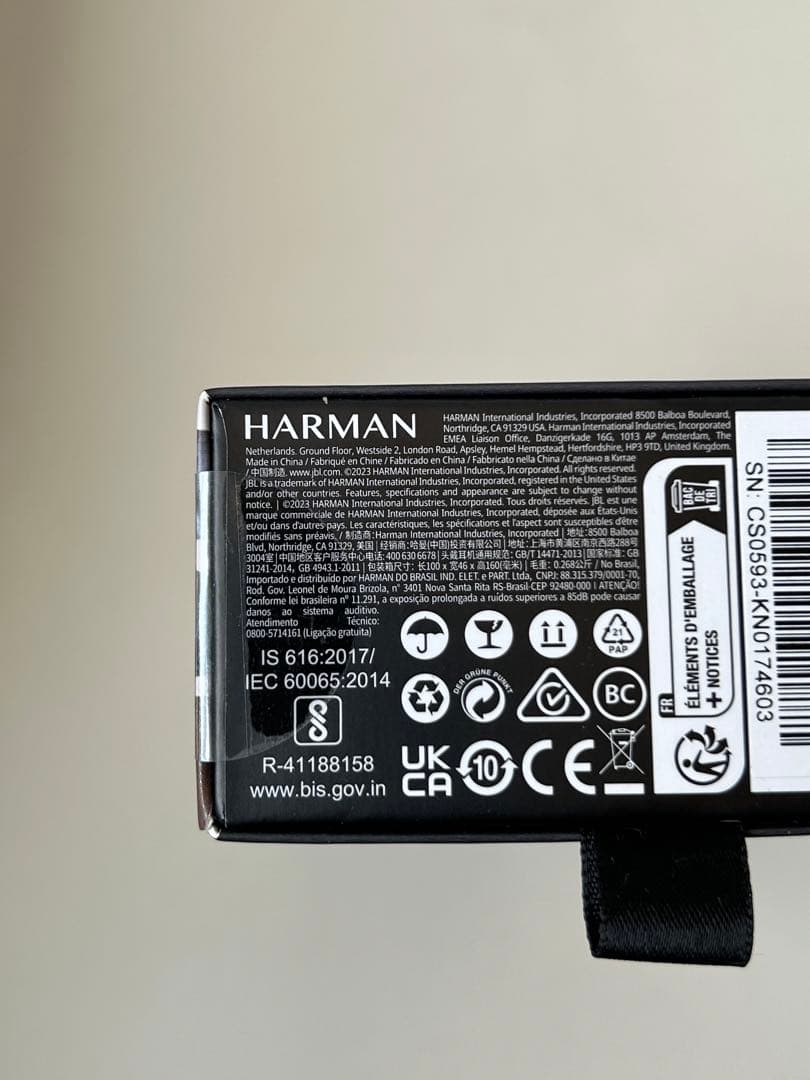 HARMAN
HARMAN International Industries, Incorporated 8500 Balboa Boulevard,
Northridge, CA 91329 USA. Harman International Industries, Incorporated
EMEA Liaison Office, Danzigerkade 16G, 1013 AP Amsterdam, The
Netherlands. Ground Floor, Westside 2, London Road, Apsley, Hemel Hempstead, Hertfordshire, HP3 9TD, United Kingdom.
Made in China / Fabriqué en Chine / Fabricado en China / Fabbricato nella China / Fabricado na China / Сделано в Китае
/ 中国制造. www.jbl.com. ©2023 HARMAN International Industries, Incorporated. All rights reserved.
JBL is a trademark of HARMAN International Industries, Incorporated, registered in the United States
and/or other countries. Features, specifications and appearance are subject to change without
notice. | ©2023 HARMAN International Industries, Incorporated. Tous droits réservés. JBL est une
marque commerciale de HARMAN International Industries, Incorporated, déposée aux États-Unis
et/ou dans d'autres pays. Les caractéristiques, les spécifications et l'aspect sont susceptibles d'être
modifiés sans préavis. / 制造商:Harman International Industries, Incorporated | 地址:8500 Balboa
Blvd, Northridge, CA 91329, 美国 | 经销商:哈曼(中国)投资有限公司 | 地址:上海市黄浦区南京西路288号
3004室 | 中国地区客户服务中心电话: 400 630 6678 | 头戴耳机通用规范: GB/T 14471-2013 | 国家标准: GB
31241-2014, GB 4943.1-2011 | 包装箱尺寸: 长100 x 宽46 x 高160(毫米) | 毛重: 0.268公斤 / No Brasil,
Importado e distribuído por HARMAN DO BRASIL IND. ELET. e PART. Ltda, CNPJ: 88.315.379/0001-70,
Rod. Gov. Leonel de Moura Brizola, n° 3401 Nova Santa Rita RS-Brasil-CEP 92480-000 | ATENÇÃO!
Conforme lei brasileira n° 11.291, a exposição prolongada a ruídos superiores a 85dB pode causar
danos ao sistema auditivo.
Atendimento Técnico:
0800-5714161 (Ligação gratuita)
IS 616:2017/
IEC 60065:2014
R-41188158
www.bis.gov.in
21
PAP
DER GRÜNE PUNKT
BC
UK
CA
10
CE
FR
ÉLÉMENTS D'EMBALLAGE
+ NOTICES
BAC
DE
TRI
SN: CS0593-KN0174603